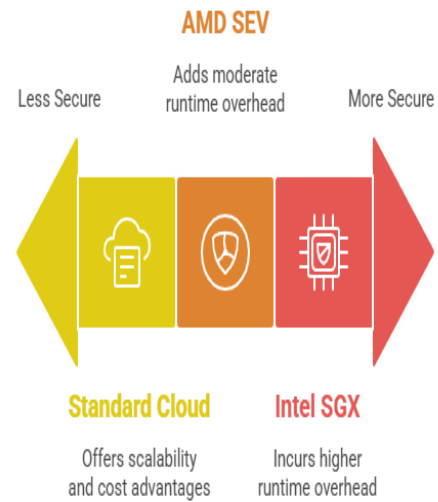 AMD SEV
Adds moderate
runtime overhead
Less Secure
More Secure
Standard Cloud
Offers scalability
and cost advantages
Intel SGX
Incurs higher
runtime overhead